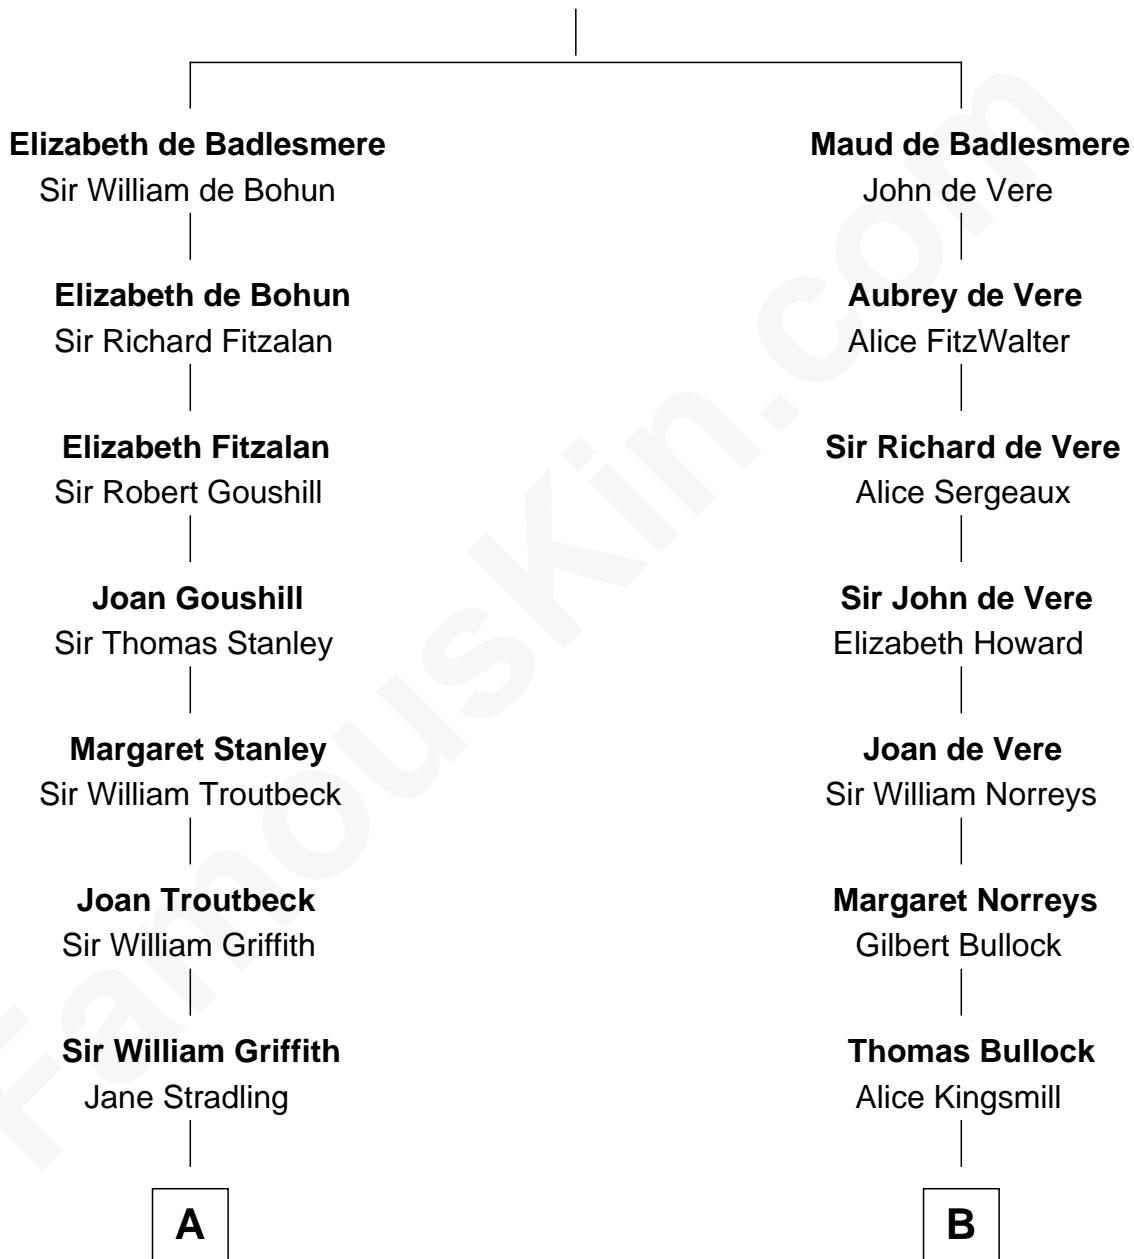 Elizabeth de Badlesmere
Sir William de Bohun
Elizabeth de Bohun
Sir Richard Fitzalan
Elizabeth Fitzalan
Sir Robert Goushill
Joan Goushill
Sir Thomas Stanley
Margaret Stanley
Sir William Troutbeck
Joan Troutbeck
Sir William Griffith
Sir William Griffith
Jane Stradling
A
Maud de Badlesmere
John de Vere
Aubrey de Vere
Alice FitzWalter
Sir Richard de Vere
Alice Sergeaux
Sir John de Vere
Elizabeth Howard
Joan de Vere
Sir William Norreys
Margaret Norreys
Gilbert Bullock
Thomas Bullock
Alice Kingsmill
B
FamousKin.com